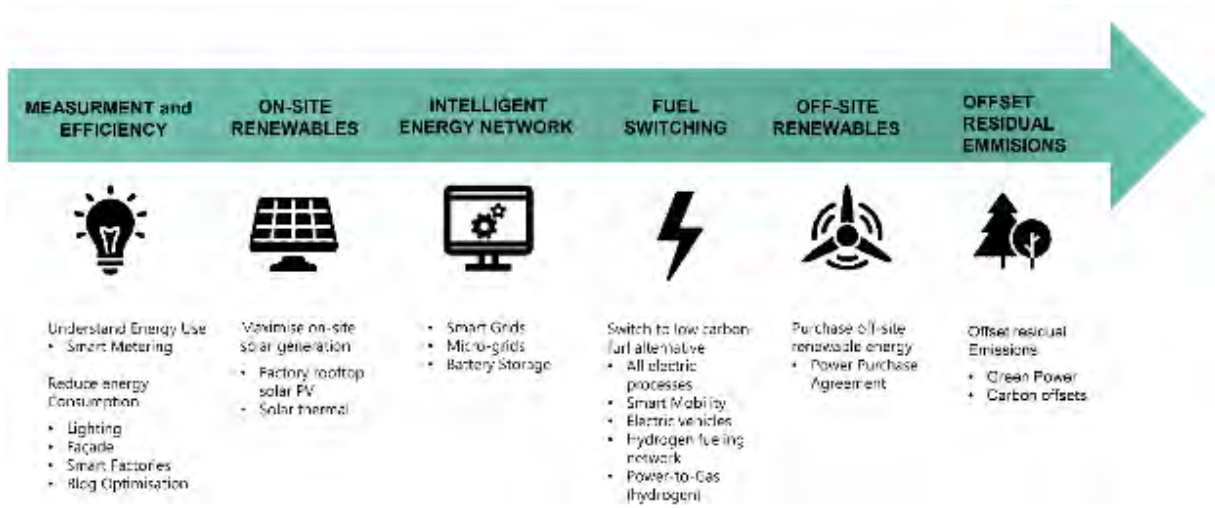 MEASURMENT and
EFFICIENCY
ON-SITE
RENEWABLES
INTELLIGENT
ENERGY NETWORK
FUEL
SWITCHING
OFF-SITE
RENEWABLES
OFFSET
RESIDUAL
EMMISIONS
Understand Energy Use
• Smart Metering
Reduce energy
Consumption
• Lighting
• Façade
• Smart Factories
• Blog Optimisation
Maximise on-site
solar generation
• Factory rooftop
solar PV
• Solar thermal
• Smart Grids
• Micro-grids
• Battery Storage
Switch to low carbon
furl alternative
• All electric
processes
• Smart Mobility
• Electric vehicles
• Hydrogen fueling
network
• Power-to-Gas
(hydrogen)
Purchase off-site
renewable energy
• Power Purchase
Agreement
Offset residual
Emissions
• Green Power
• Carbon offsets